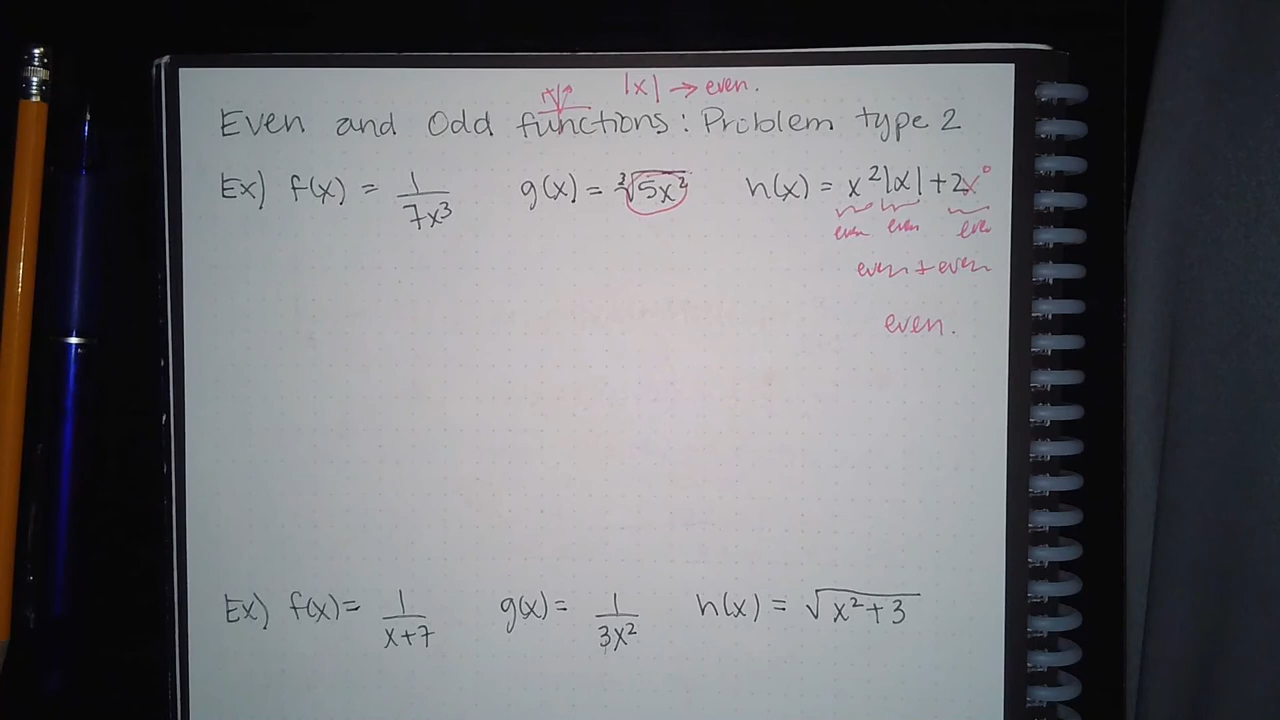 |x| → even.
Even and Odd functions: Problem type 2
Ex) f(x) = 1/7x³ g(x) = ∛5x² h(x) = x²|x| + 2x⁰
even even even
even + even
even.
Ex) f(x) = 1/x+7 g(x) = 1/3x² h(x) = √x²+3